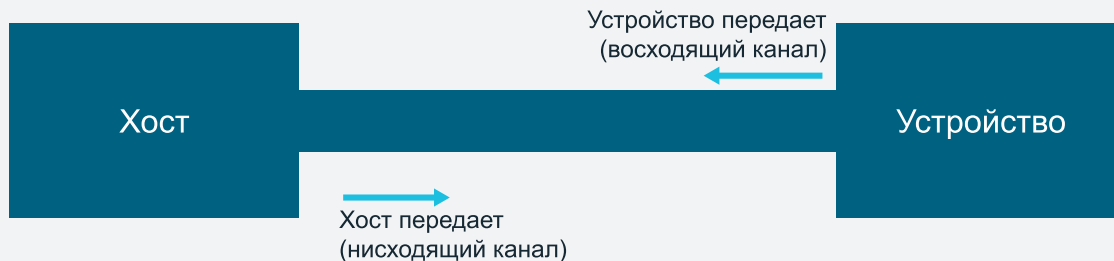 Устройство передает
(восходящий канал)
Хост
Устройство
Хост передает
(нисходящий канал)